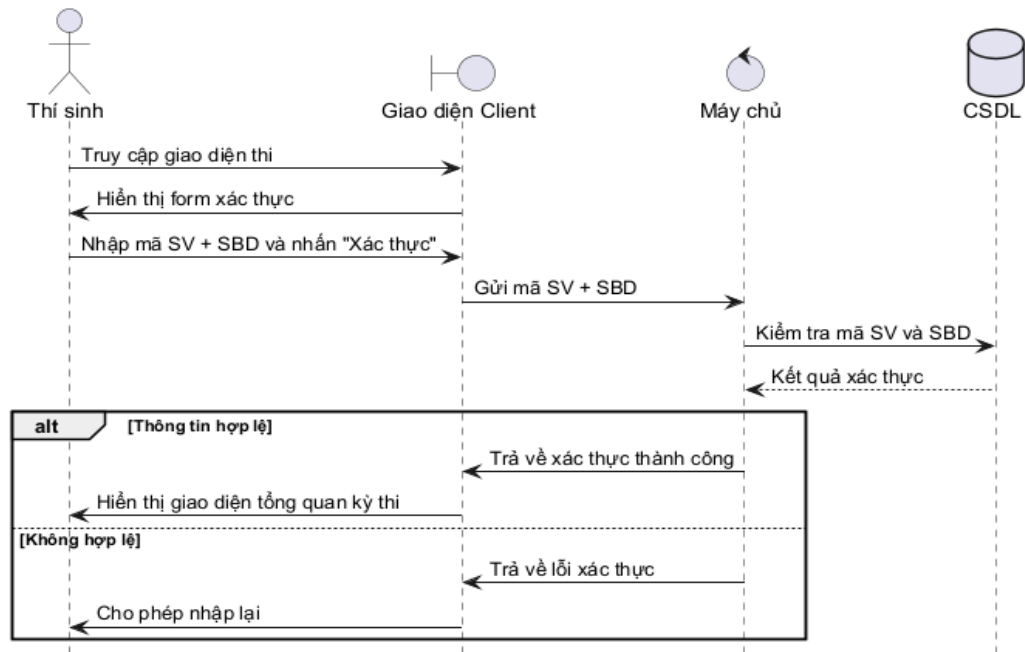 Thí sinh
Giao diện Client
Máy chủ
CSDL
Truy cập giao diện thi
Hiển thị form xác thực
Nhập mã SV + SBD và nhấn "Xác thực"
Gửi mã SV + SBD
Kiểm tra mã SV và SBD
Kết quả xác thực
alt
[Thông tin hợp lệ]
Trả về xác thực thành công
Hiển thị giao diện tổng quan kỳ thi
[Không hợp lệ]
Trả về lỗi xác thực
Cho phép nhập lại